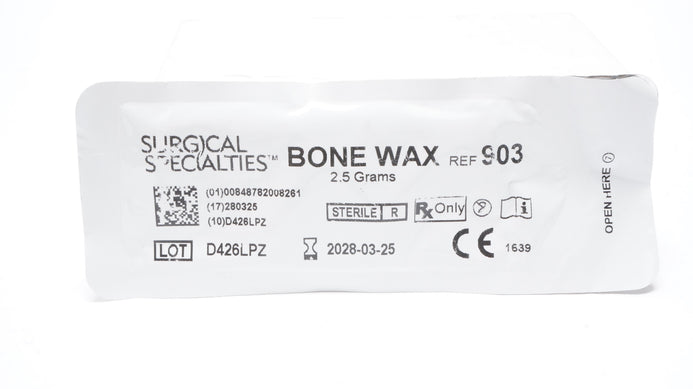 SURGICAL
SPECIALTIES™ BONE WAX REF 903
2.5 Grams
(01)00848782008261
(17)280325
(10)D426LPZ
STERILE R Rx Only
LOT D426LPZ 2028-03-25 CE 1639
OPEN HERE